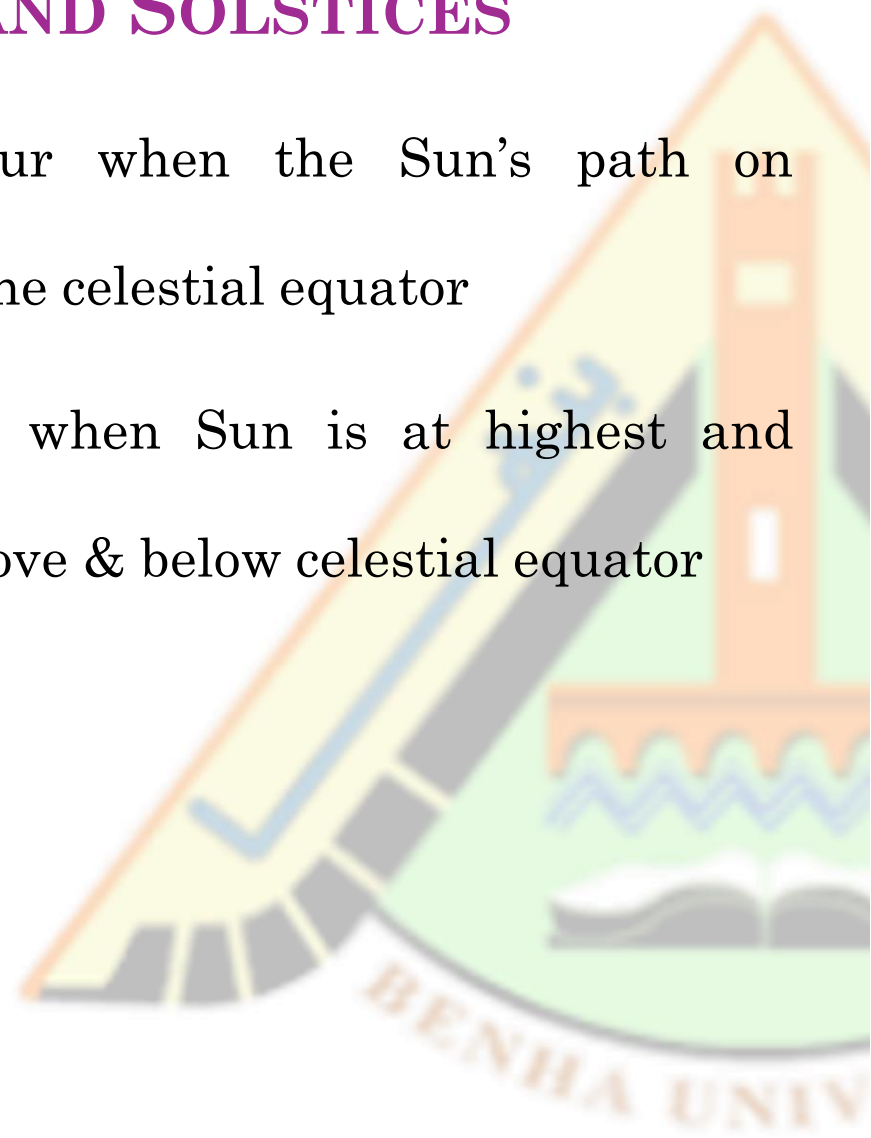 AND SOLSTICES
ur when the Sun’s path on
he celestial equator
when Sun is at highest and
ove & below celestial equator
BENHA UNIV